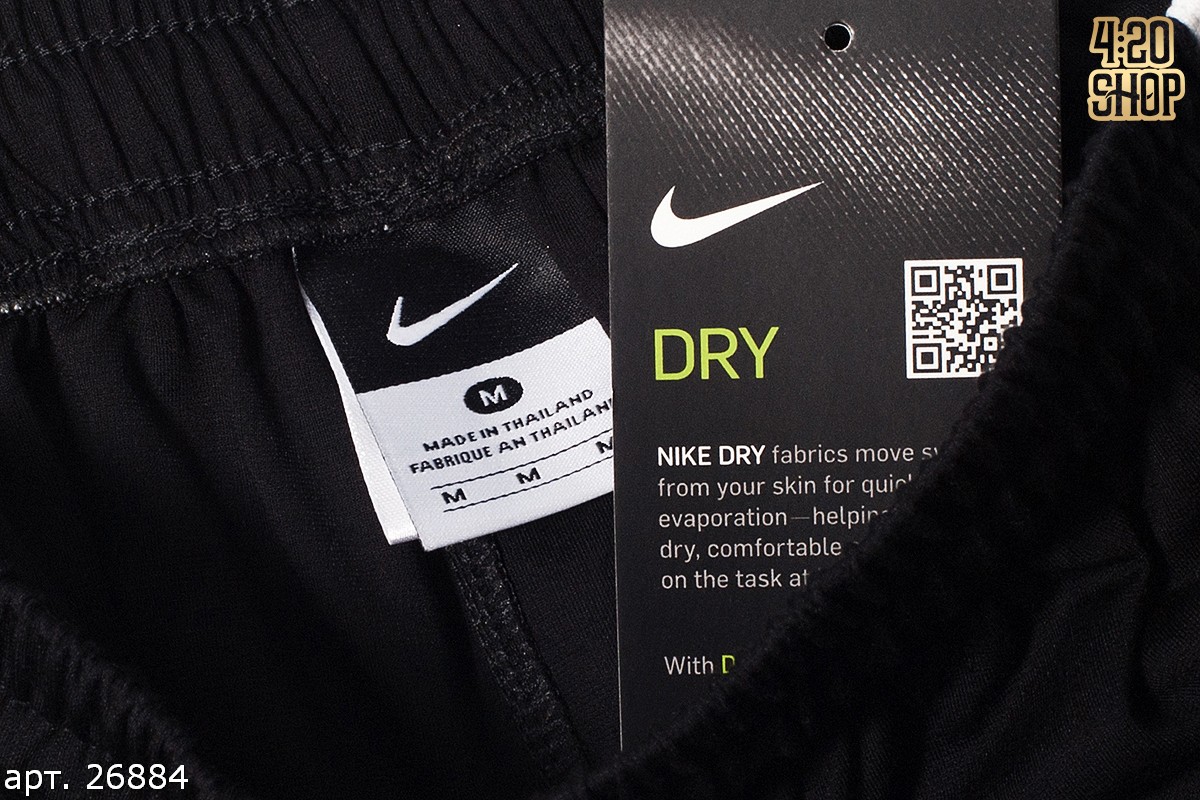 4:20
SHOP
DRY
NIKE DRY fabrics move
from your skin for
evaporation—
dry, comfortable
on the task at
With
M
MADE IN THAILAND
FABRIQUE AN THAILAND
M M M
арт. 26884